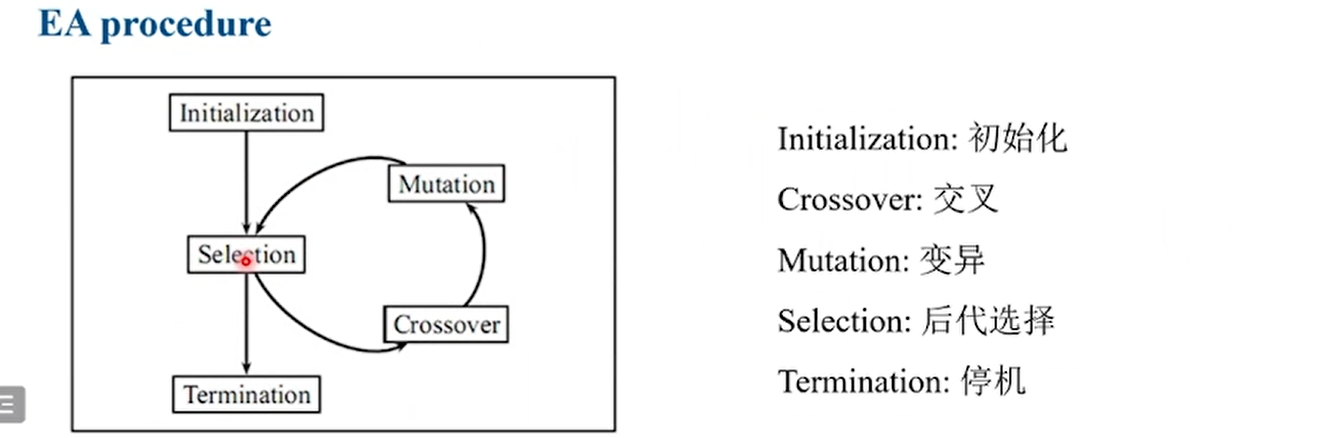 EA procedure
Initialization
Mutation
Selection
Crossover
Termination
Initialization: 初始化
Crossover: 交叉
Mutation: 变异
Selection: 后代选择
Termination: 停机